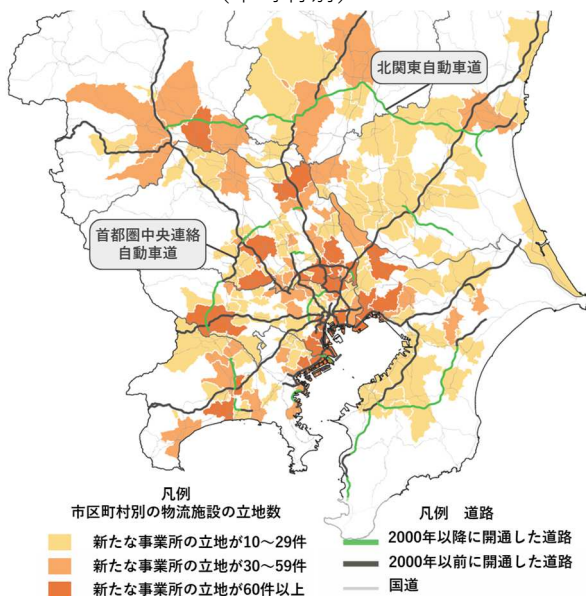 北関東自動車道
首都圏中央連絡
自動車道
凡例
市区町村別の物流施設の立地数
新たな事業所の立地が10～29件
新たな事業所の立地が30～59件
新たな事業所の立地が60件以上
凡例 道路
2000年以降に開通した道路
2000年以前に開通した道路
国道